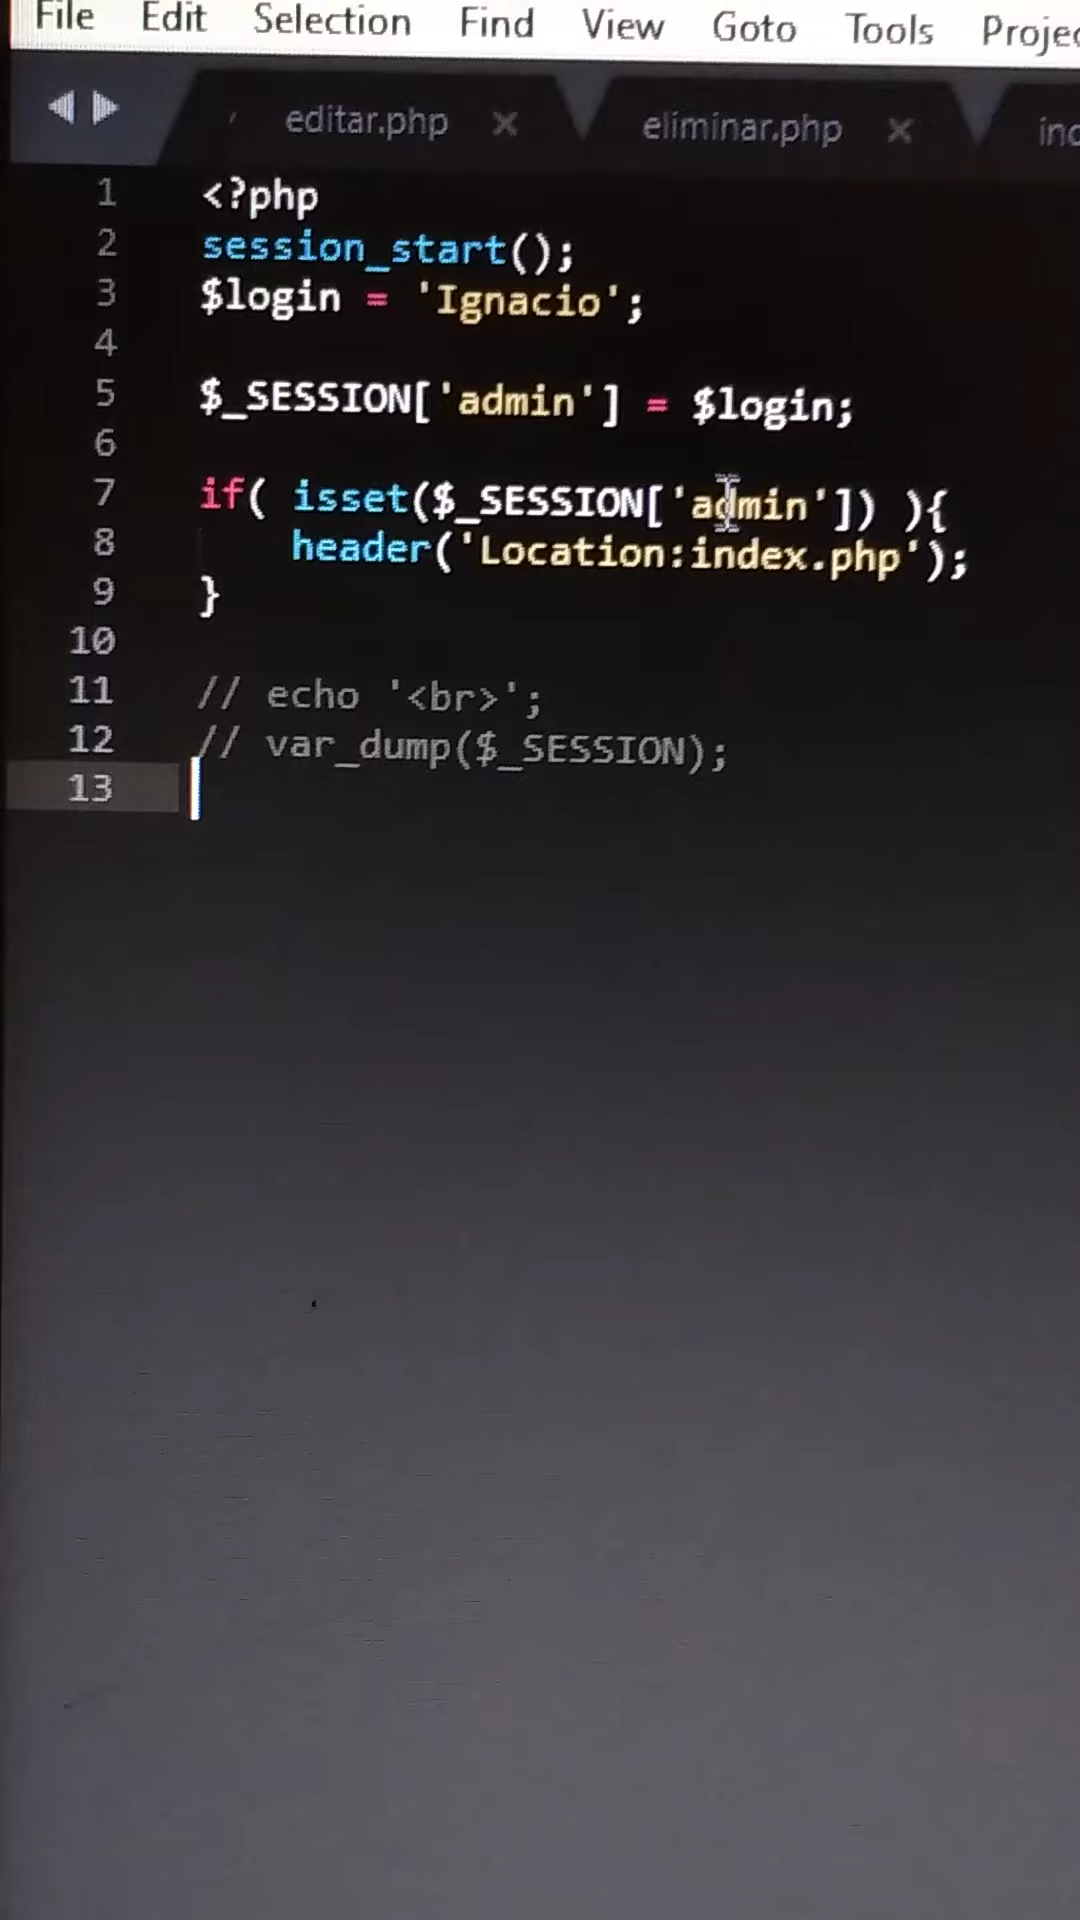 File Edit Selection Find View Goto Tools
editar.php × eliminar.php ×
1 <?php
2 session_start();
3 $login = 'Ignacio';
4
5 $_SESSION['admin'] = $login;
6
7 if( isset($_SESSION['admin']) ){
8 header('Location:index.php');
9 }
10
11 // echo '<br>';
12 // var_dump($_SESSION);
13